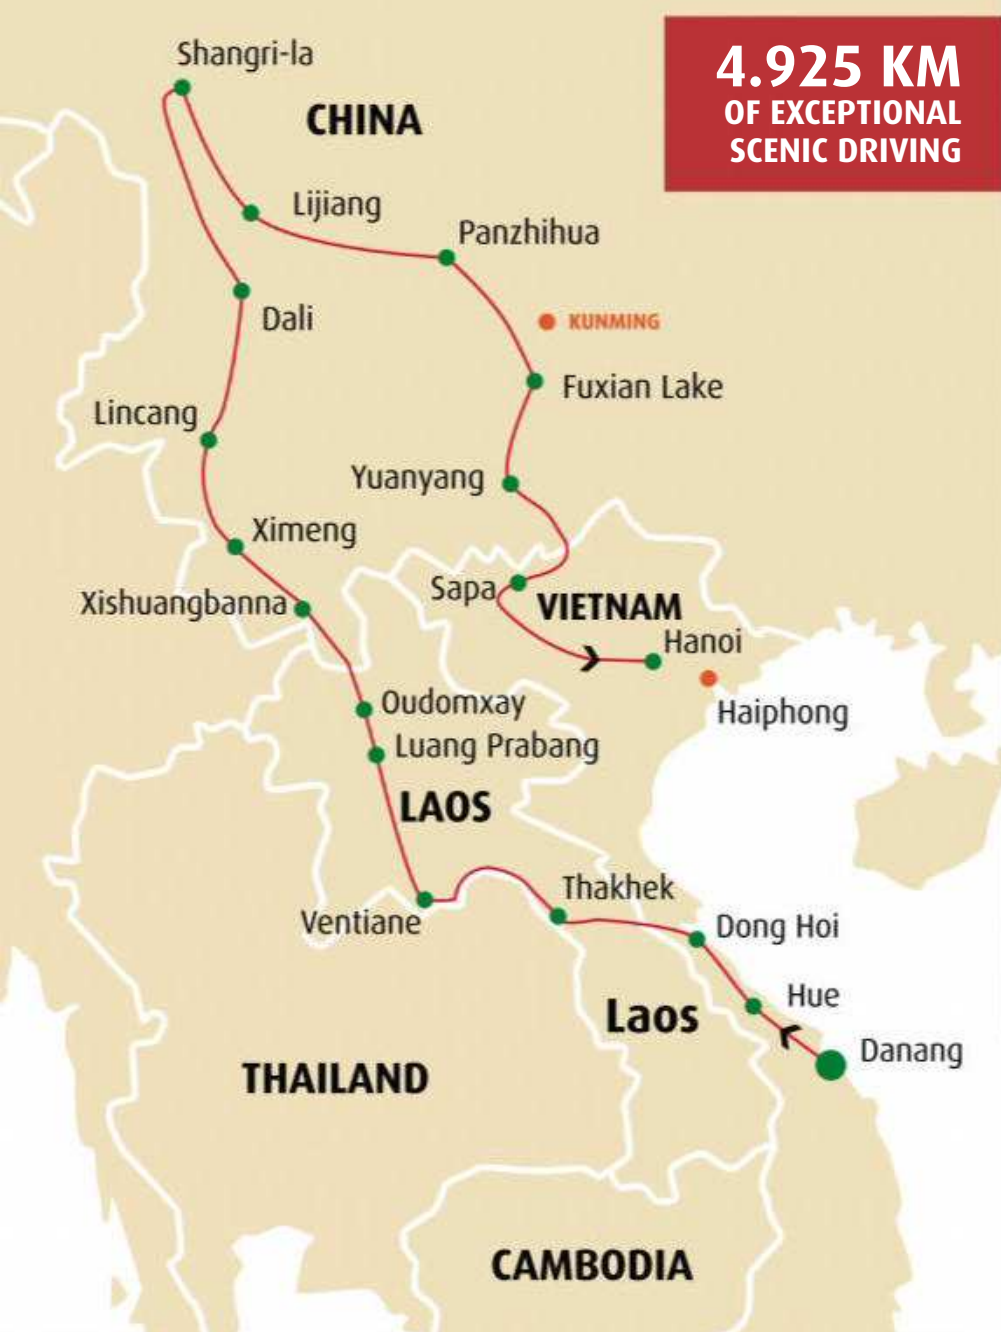 Shangri-la
4.925 KM
OF EXCEPTIONAL
SCENIC DRIVING
CHINA
Lijiang
Panzhihua
Dali
KUNMING
Fuxian Lake
Lincang
Yuanyang
Ximeng
Sapa
Xishuangbanna
VIETNAM
Hanoi
Oudomxay
Haiphong
Luang Prabang
LAOS
Thakhek
Ventiane
Dong Hoi
Hue
Laos
Danang
THAILAND
CAMBODIA